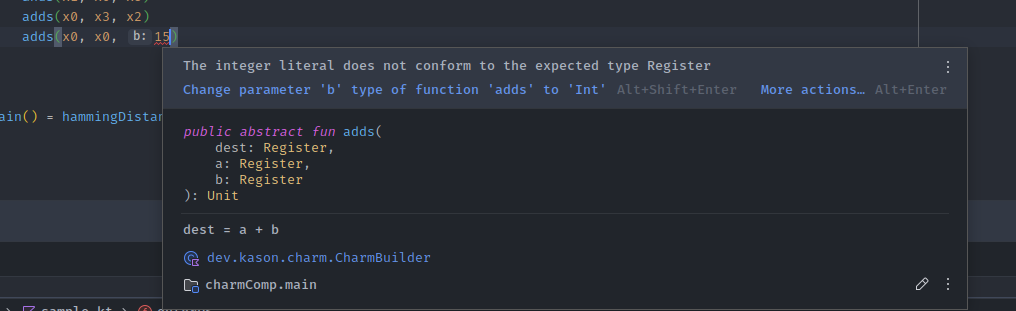 adds(x0, x3, x2)
adds(x0, x0, b: 15)
The integer literal does not conform to the expected type Register
Change parameter 'b' type of function 'adds' to 'Int' Alt+Shift+Enter More actions… Alt+Enter
ain() = hammingDistan
public abstract fun adds(
dest: Register,
a: Register,
b: Register
): Unit
dest = a + b
dev.kason.charm.CharmBuilder
charmComp.main
sample.kt